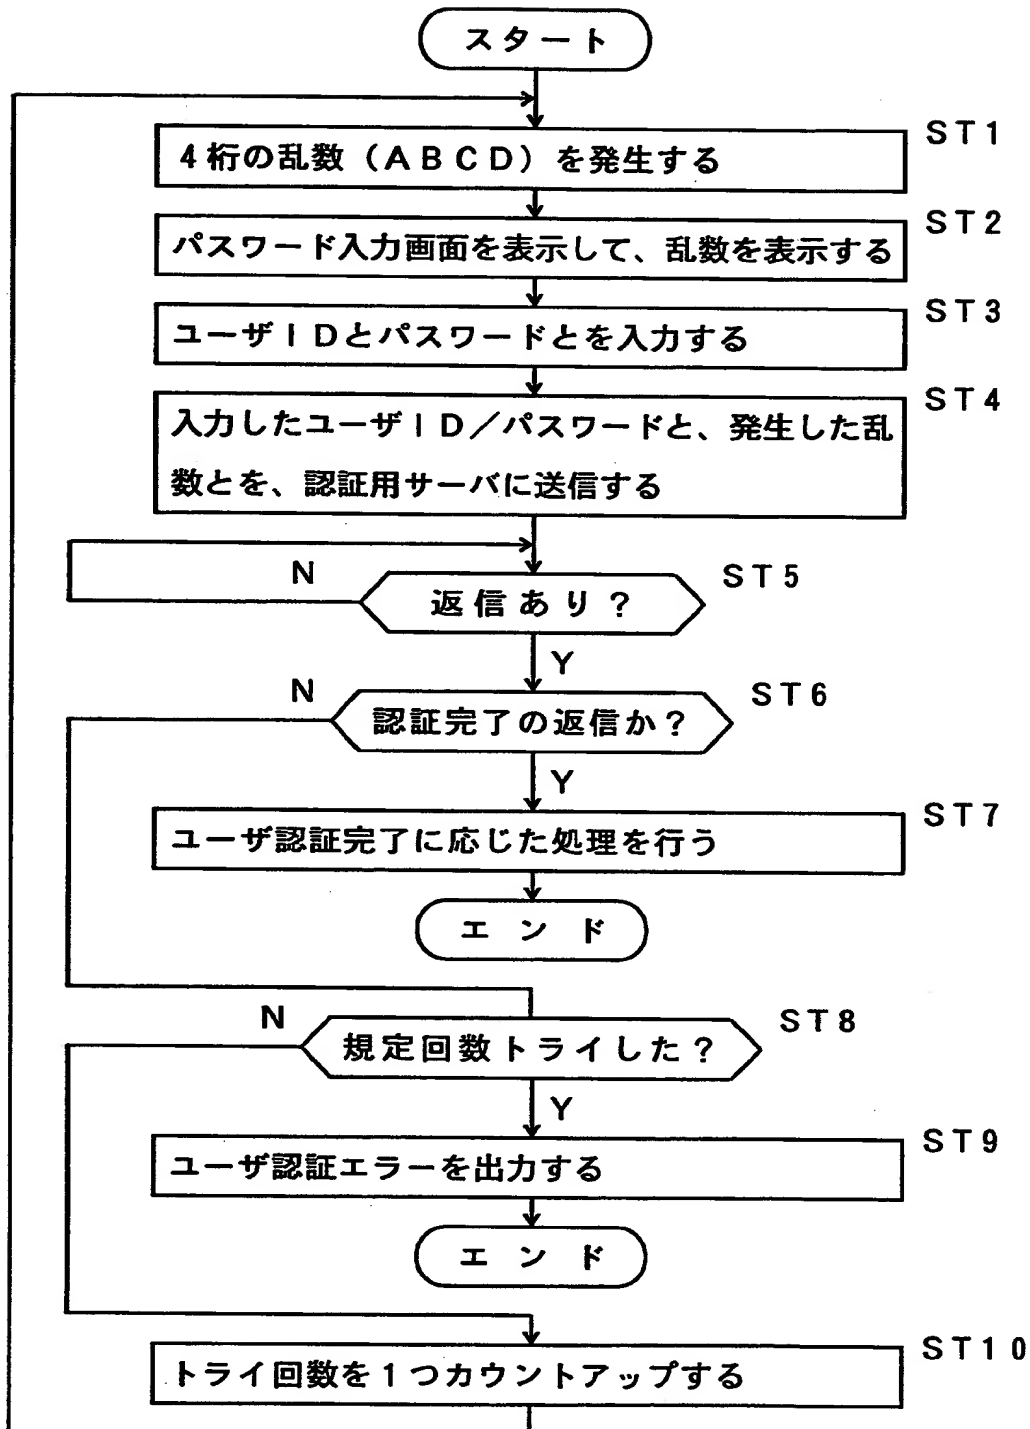 スタート
ST1
4桁の乱数(ABCD)を発生する
ST2
パスワード入力画面を表示して、乱数を表示する
ST3
ユーザIDとパスワードとを入力する
ST4
入力したユーザID/パスワードと、発生した乱
数とを、認証用サーバに送信する
N
ST5
返信あり?
Y
N
ST6
認証完了の返信か?
Y
ST7
ユーザ認証完了に応じた処理を行う
エンド
N
ST8
規定回数トライした?
Y
ST9
ユーザ認証エラーを出力する
エンド
ST10
トライ回数を1つカウントアップする